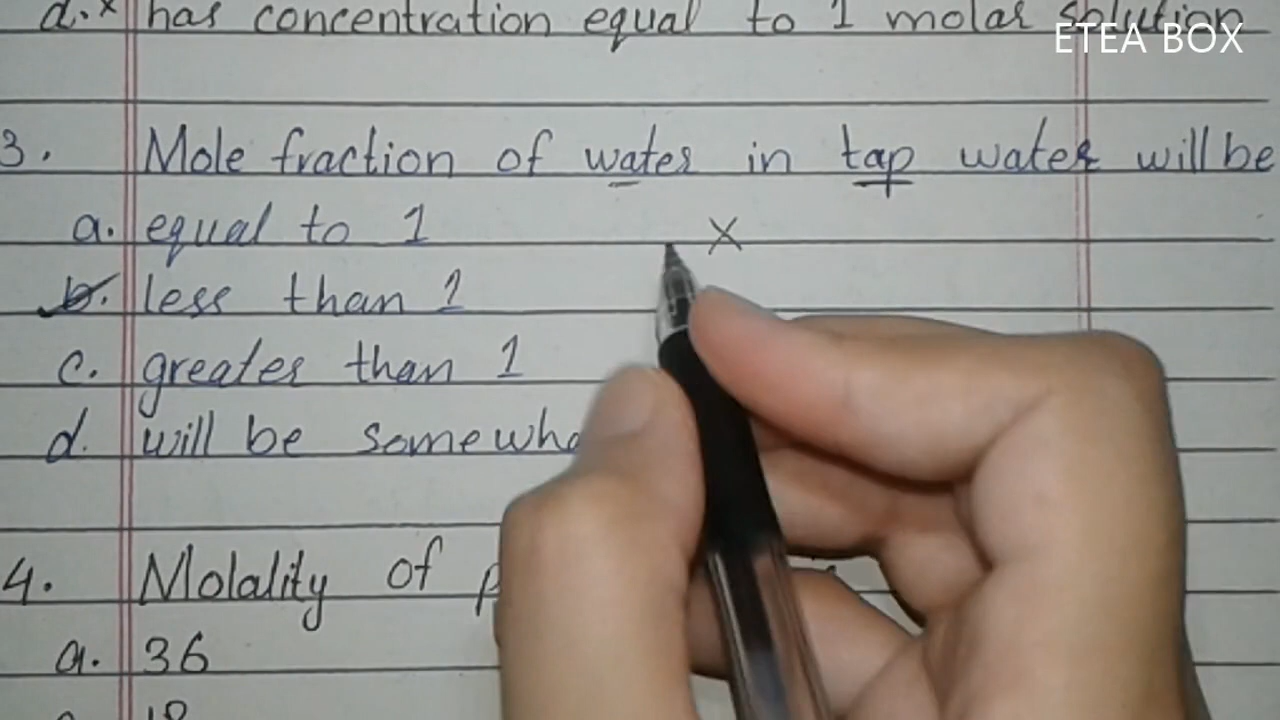 d. x has concentration equal to 1 molar solution
ETEA BOX
3. Mole fraction of water in tap water will be
a. equal to 1 x
b. less than 1
c. greater than 1
d. will be
4. Molality of
a. 36